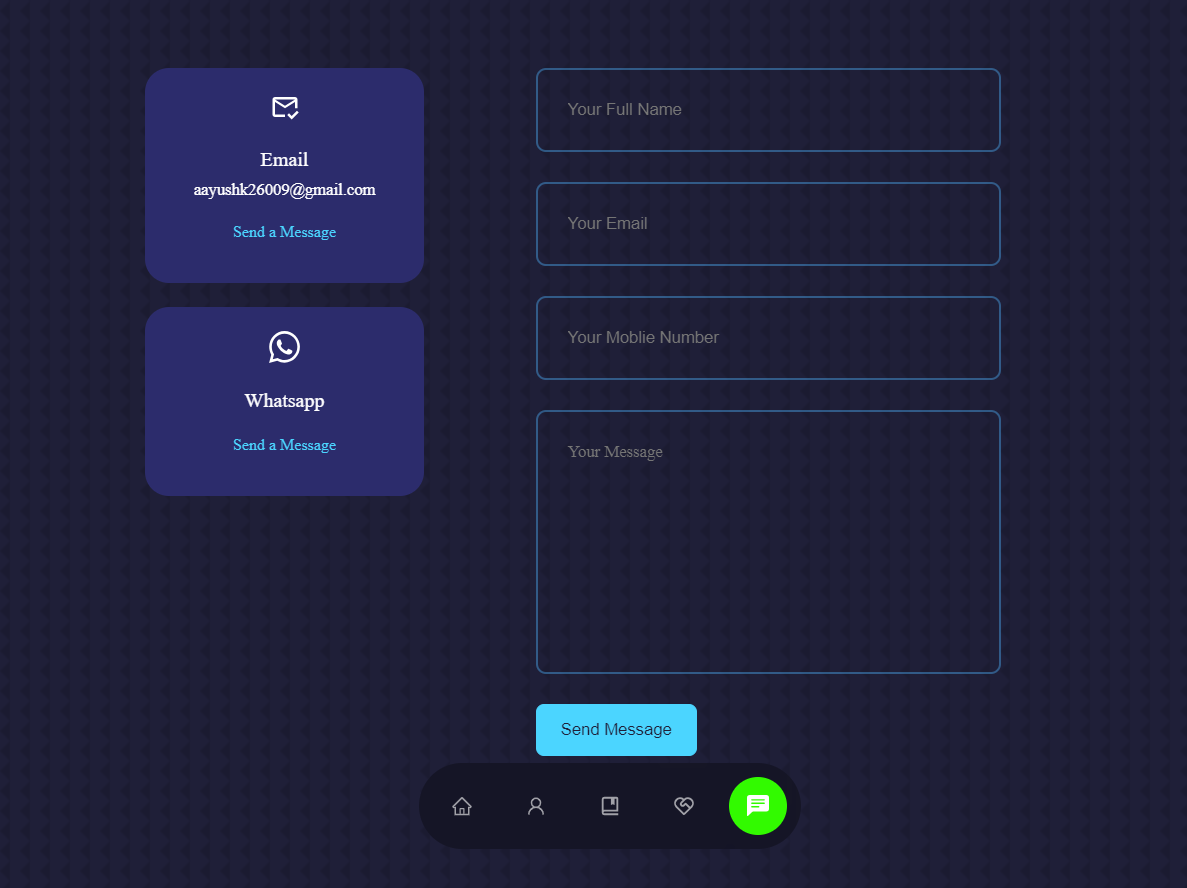 Email
aayushk26009@gmail.com
Send a Message
Whatsapp
Send a Message
Your Full Name
Your Email
Your Moblie Number
Your Message
Send Message